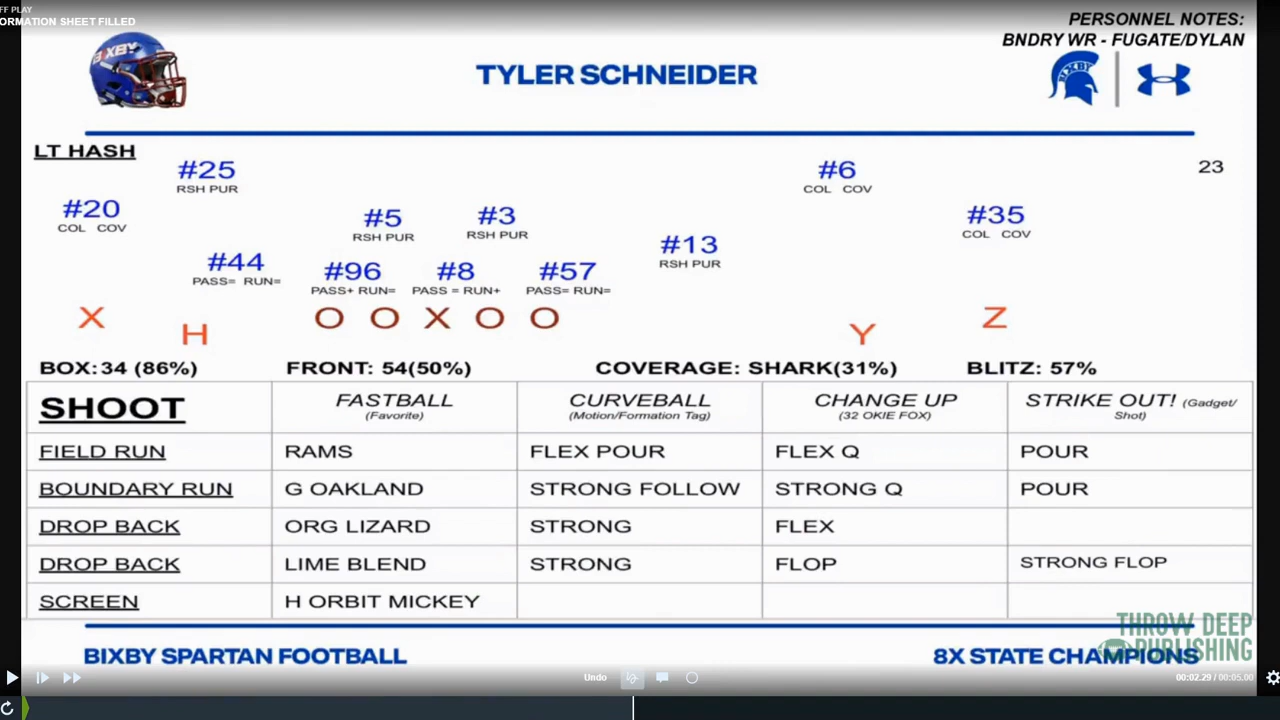 FF PLAY
ORMATION SHEET FILLED
PERSONNEL NOTES:
BNDRY WR - FUGATE/DYLAN
BIXBY
TYLER SCHNEIDER
BIXBY
LT HASH
#25
RSH PUR
#6
COL COV
23
#20
COL COV
#5
RSH PUR
#3
RSH PUR
#35
COL COV
#13
RSH PUR
#44
PASS= RUN=
#96
PASS+ RUN=
#8
PASS = RUN+
#57
PASS= RUN=
X H O O X O O Y Z
BOX: 34 (86%) FRONT: 54(50%) COVERAGE: SHARK(31%) BLITZ: 57%
SHOOT
FASTBALL
(Favorite)
CURVEBALL
(Motion/Formation Tag)
CHANGE UP
(32 OKIE FOX)
STRIKE OUT! (Gadget/
Shot)
FIELD RUN RAMS FLEX POUR FLEX Q POUR
BOUNDARY RUN G OAKLAND STRONG FOLLOW STRONG Q POUR
DROP BACK ORG LIZARD STRONG FLEX
DROP BACK LIME BLEND STRONG FLOP STRONG FLOP
SCREEN H ORBIT MICKEY
THROW DEEP
PUBLISHING
BIXBY SPARTAN FOOTBALL 8X STATE CHAMPIONS
Undo 00:02.29 / 00:05.00